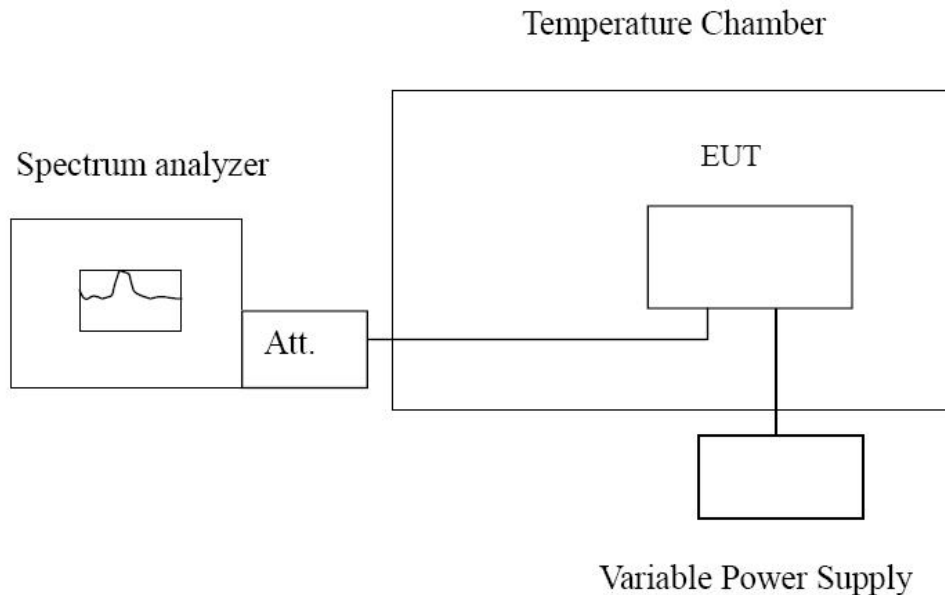 Temperature Chamber
Spectrum analyzer
EUT
Att.
Variable Power Supply